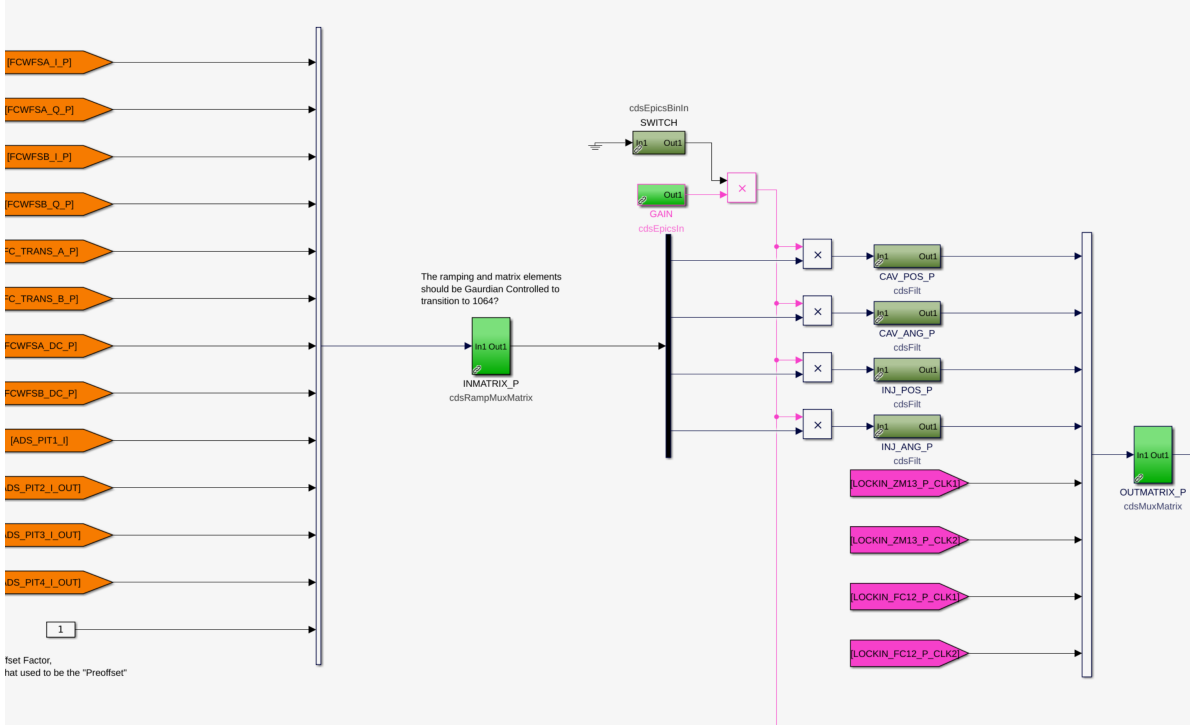 [FCWFSA_I_P]
[FCWFSA_Q_P]
[FCWFSB_I_P]
[FCWFSB_Q_P]
FC_TRANS_A_P]
FC_TRANS_B_P]
FCWFSA_DC_P]
FCWFSB_DC_P]
[ADS_PIT1_I]
ADS_PIT2_I_OUT]
ADS_PIT3_I_OUT]
ADS_PIT4_I_OUT]
1
fset Factor,
hat used to be the "Preoffset"
The ramping and matrix elements
should be Gaurdian Controlled to
transition to 1064?
In1 Out1
INMATRIX_P
cdsRampMuxMatrix
cdsEpicsBinIn
SWITCH
In1 Out1
Out1
GAIN
cdsEpicsIn
×
×
In1 Out1
CAV_POS_P
cdsFilt
×
In1 Out1
CAV_ANG_P
cdsFilt
×
In1 Out1
INJ_POS_P
cdsFilt
×
In1 Out1
INJ_ANG_P
cdsFilt
[LOCKIN_ZM13_P_CLK1]
[LOCKIN_ZM13_P_CLK2]
[LOCKIN_FC12_P_CLK1]
[LOCKIN_FC12_P_CLK2]
In1 Out1
OUTMATRIX_P
cdsMuxMatrix